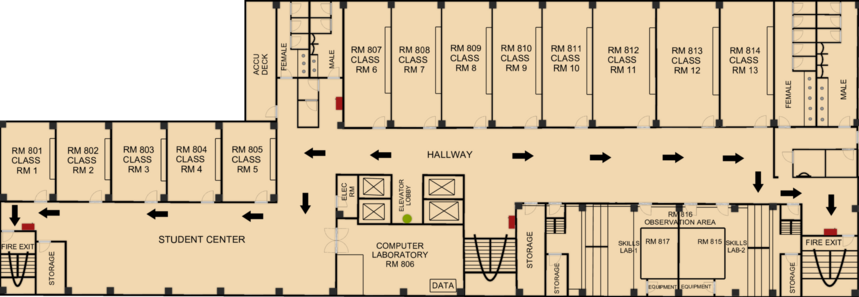 ACCU
DECK
FEMALE
MALE
RM 807
CLASS
RM 6
RM 808
CLASS
RM 7
RM 809
CLASS
RM 8
RM 810
CLASS
RM 9
RM 811
CLASS
RM 10
RM 812
CLASS
RM 11
RM 813
CLASS
RM 12
RM 814
CLASS
RM 13
FEMALE
MALE
RM 801
CLASS
RM 1
RM 802
CLASS
RM 2
RM 803
CLASS
RM 3
RM 804
CLASS
RM 4
RM 805
CLASS
RM 5
HALLWAY
ELEC
RM
ELEVATOR
LOBBY
FIRE EXIT
STORAGE
STUDENT CENTER
COMPUTER
LABORATORY
RM 806
DATA
STORAGE
STORAGE
RM 816
OBSERVATION AREA
SKILLS
LAB-1
RM 817
RM 815
SKILLS
LAB-2
EQUIPMENT
EQUIPMENT
STORAGE
FIRE EXIT